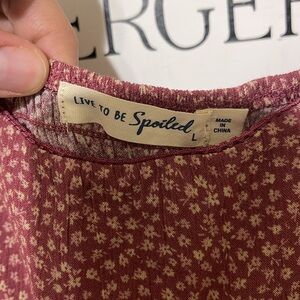 ERGE
LIVE TO BE Spoiled
L
MADE
IN
CHINA